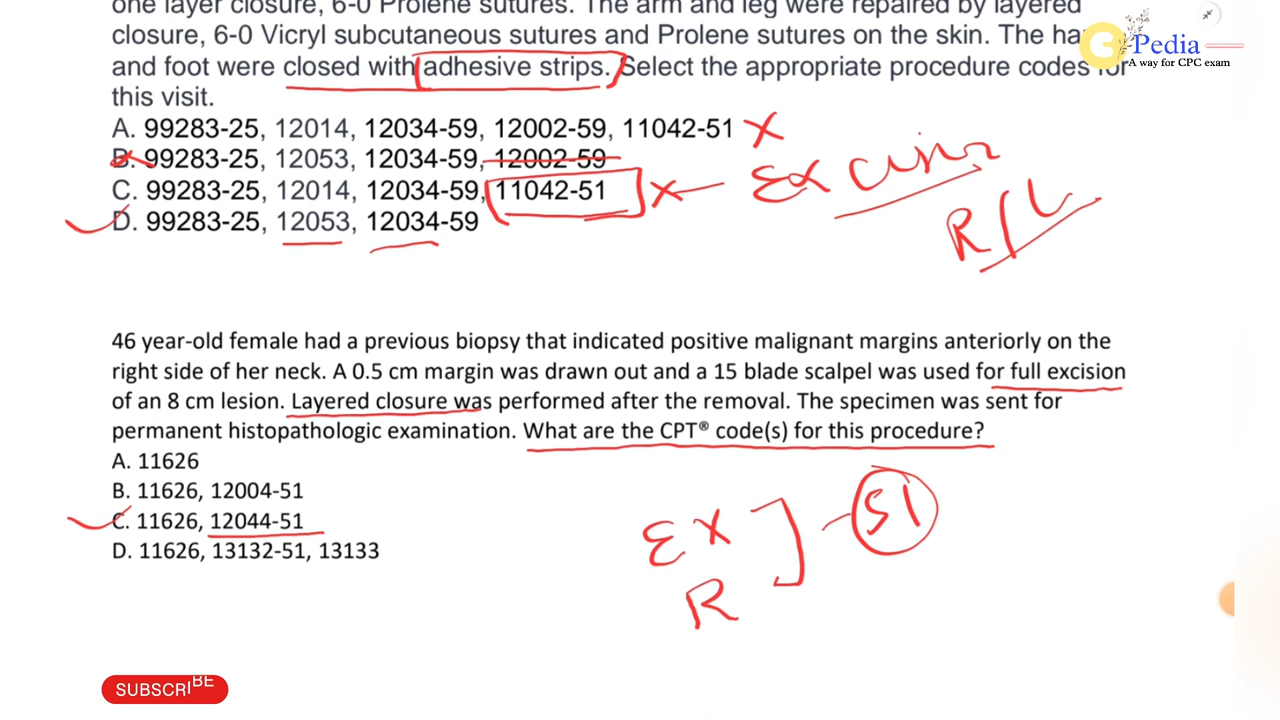 one layer closure, 6-0 Prolene sutures. The arm and leg were repaired by layered
closure, 6-0 Vicryl subcutaneous sutures and Prolene sutures on the skin. The
and foot were closed with adhesive strips. Select the appropriate procedure codes for
this visit.
A. 99283-25, 12014, 12034-59, 12002-59, 11042-51 X
B. 99283-25, 12053, 12034-59, 12002-59
C. 99283-25, 12014, 12034-59, 11042-51 X
D. 99283-25, 12053, 12034-59
Pedia
A way for CPC exam
Ex
R/L
46 year-old female had a previous biopsy that indicated positive malignant margins anteriorly on the
right side of her neck. A 0.5 cm margin was drawn out and a 15 blade scalpel was used for full excision
of an 8 cm lesion. Layered closure was performed after the removal. The specimen was sent for
permanent histopathologic examination. What are the CPT® code(s) for this procedure?
A. 11626
B. 11626, 12004-51
C. 11626, 12044-51
D. 11626, 13132-51, 13133
Ex
R
51
SUBSCRIBE